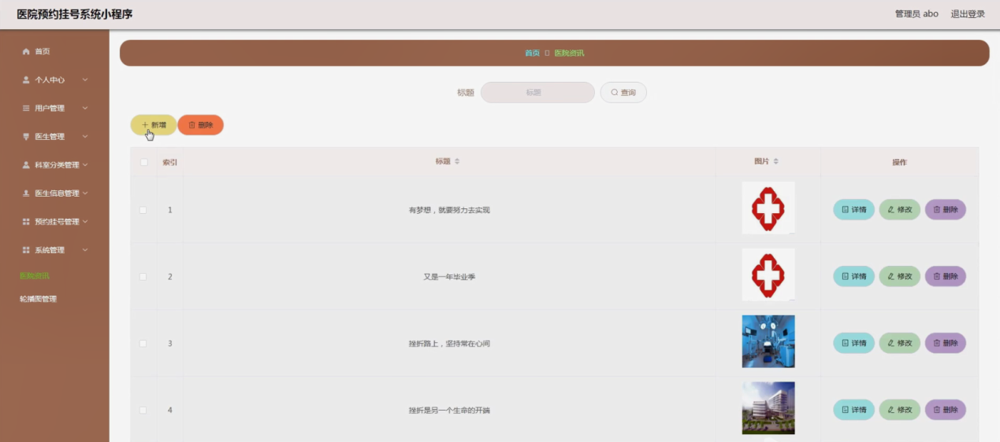 医院预约挂号系统小程序
管理员 abo 退出登录
首页
个人中心
用户管理
医生管理
科室分类管理
医生信息管理
预约挂号管理
系统管理
医院资讯
轮播图管理
首页 医院资讯
标题 标题 查询
新增 删除
索引 标题 图片 操作
1 有梦想，就要努力去实现 详情 修改 删除
2 又是一年毕业季 详情 修改 删除
3 挫折路上，坚持常在心间 详情 修改 删除
4 挫折是另一个生命的开端 详情 修改 删除